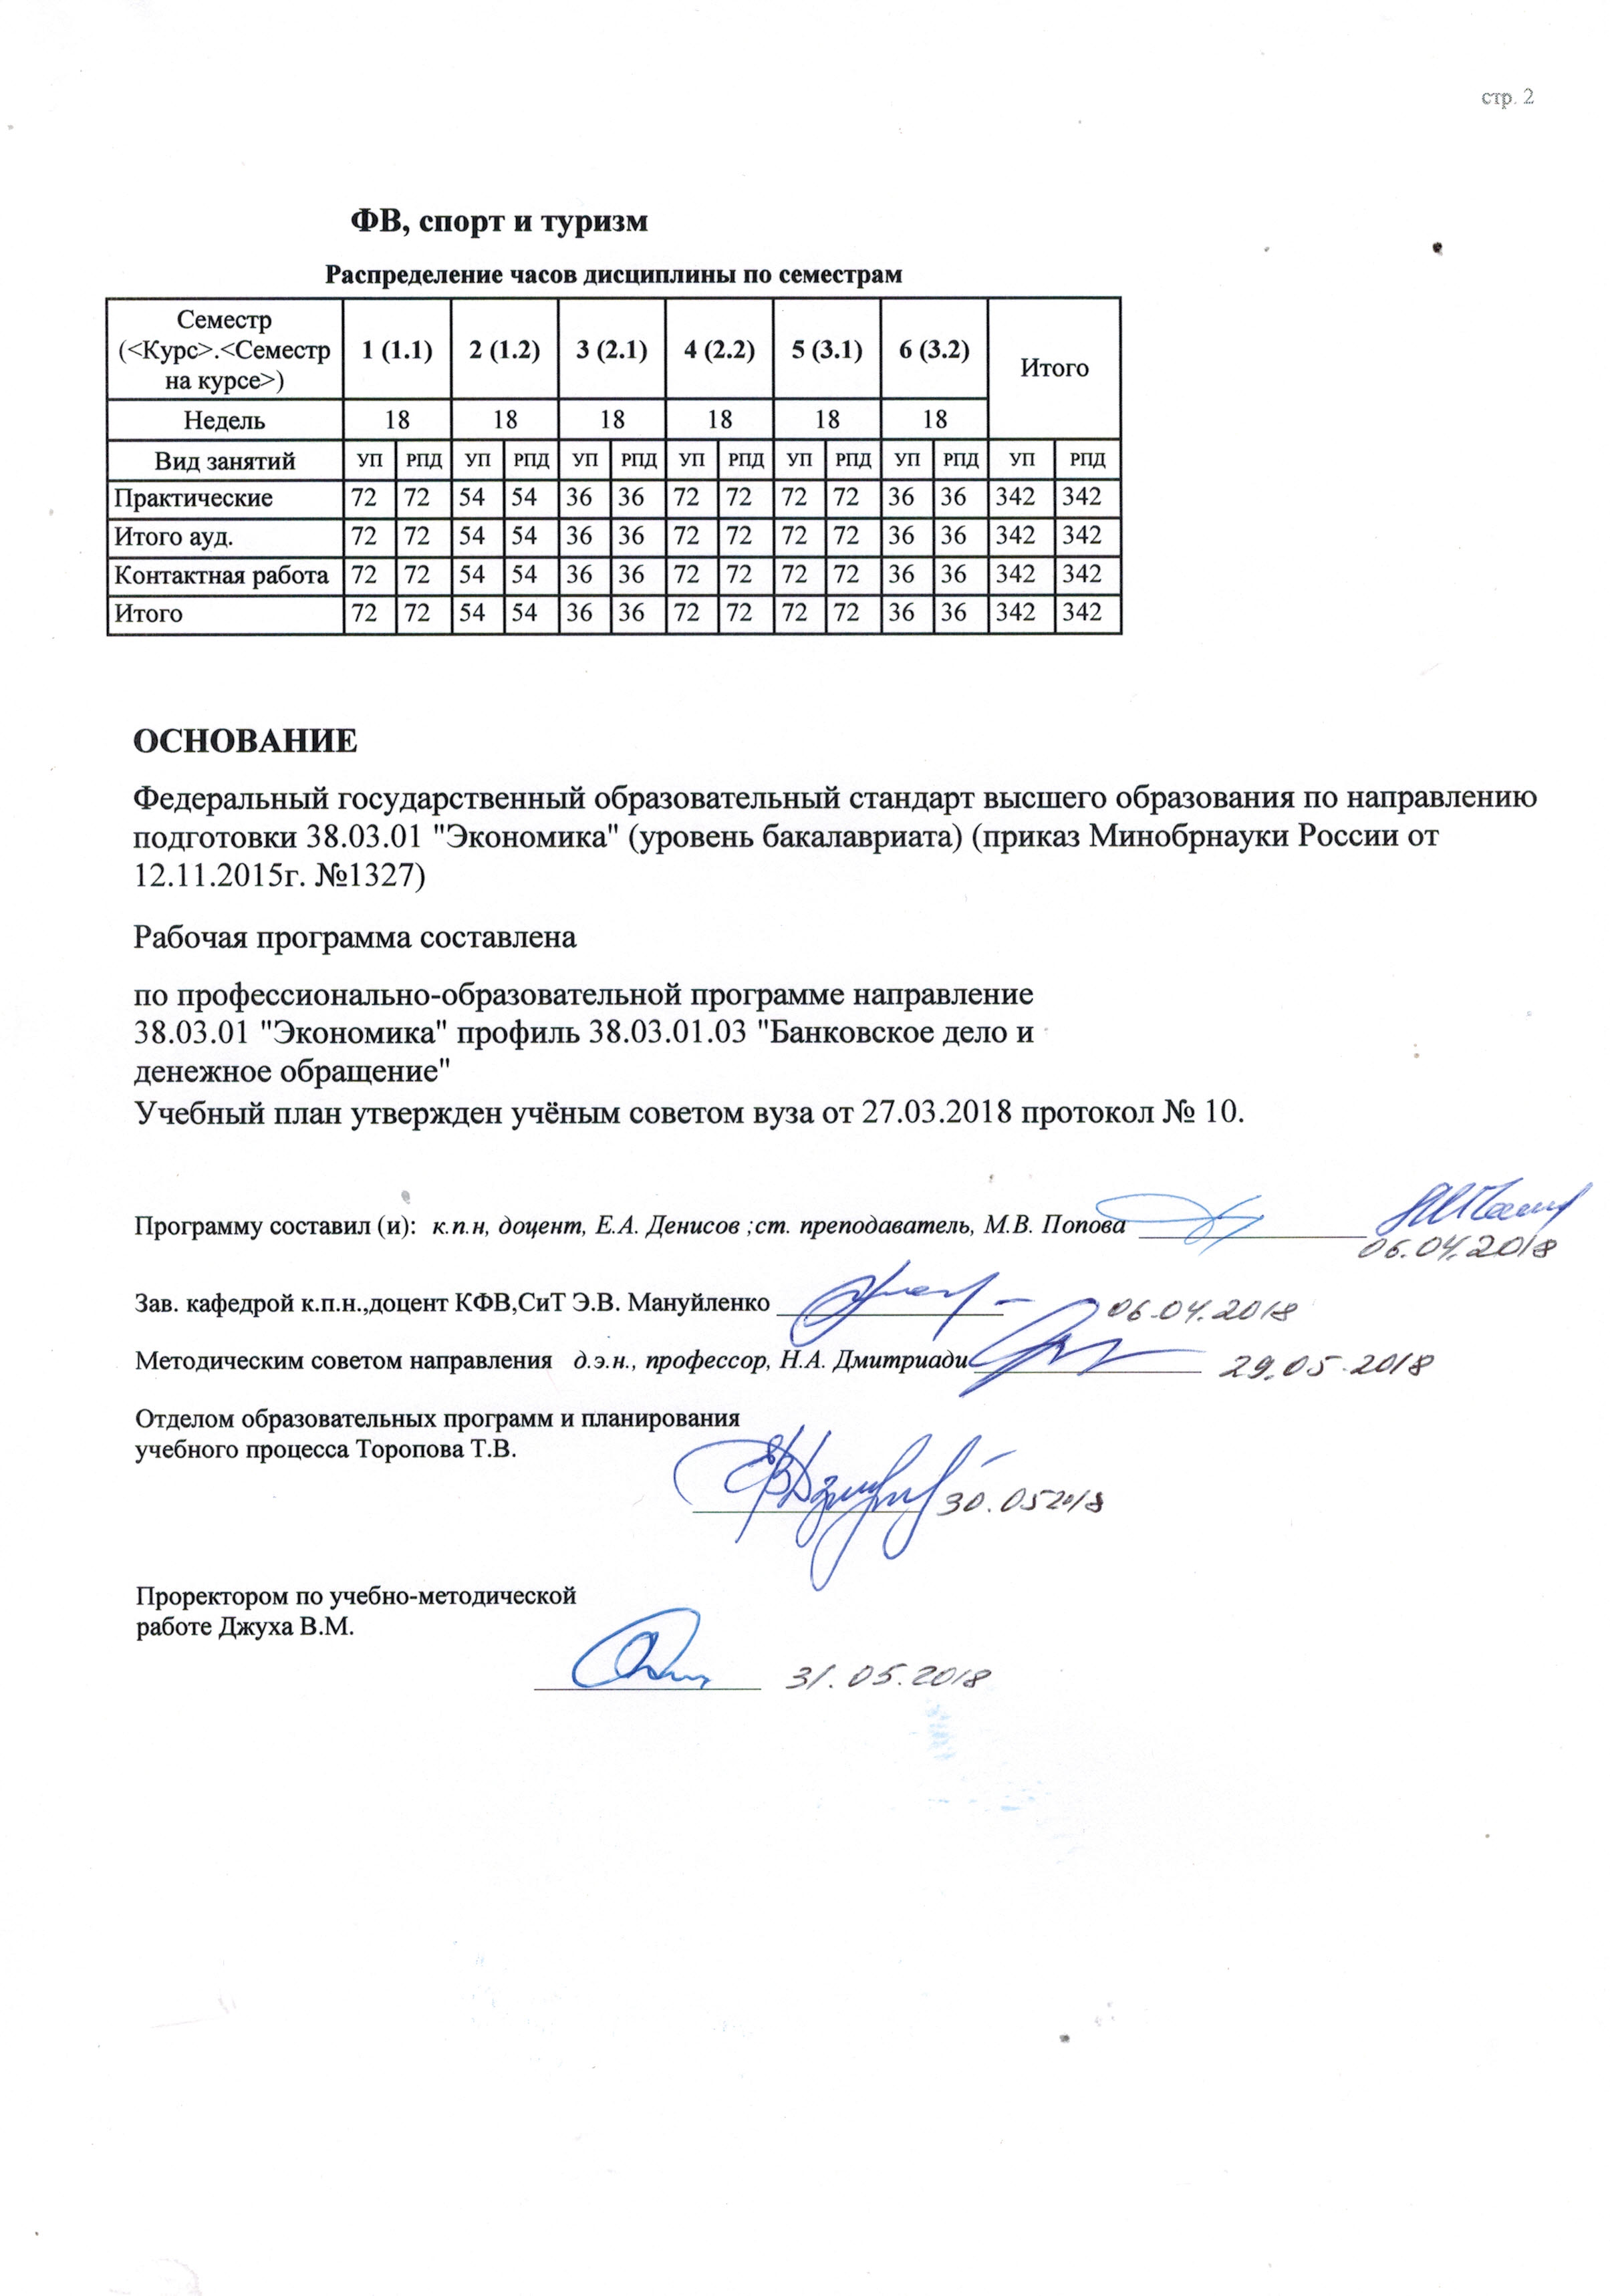 стр. 2
ФВ, спорт и туризм
Распределение часов дисциплины по семестрам
Семестр (<Курс>.<Семестр на курсе>) 1 (1.1) 2 (1.2) 3 (2.1) 4 (2.2) 5 (3.1) 6 (3.2) Итого
Недель 18 18 18 18 18 18
Вид занятий УП РПД УП РПД УП РПД УП РПД УП РПД УП РПД УП РПД
Практические 72 72 54 54 36 36 72 72 72 72 36 36 342 342
Итого ауд. 72 72 54 54 36 36 72 72 72 72 36 36 342 342
Контактная работа 72 72 54 54 36 36 72 72 72 72 36 36 342 342
Итого 72 72 54 54 36 36 72 72 72 72 36 36 342 342
ОСНОВАНИЕ
Федеральный государственный образовательный стандарт высшего образования по направлению
подготовки 38.03.01 "Экономика" (уровень бакалавриата) (приказ Минобрнауки России от
12.11.2015г. №1327)
Рабочая программа составлена
по профессионально-образовательной программе направление
38.03.01 "Экономика" профиль 38.03.01.03 "Банковское дело и
денежное обращение"
Учебный план утвержден учёным советом вуза от 27.03.2018 протокол № 10.
Программу составил (и): к.п.н, доцент, Е.А. Денисов ;ст. преподаватель, М.В. Попова
06.04.2018
Зав. кафедрой к.п.н.,доцент КФВ,СиТ Э.В. Мануйленко 06.04.2018
Методическим советом направления д.э.н., профессор, Н.А. Дмитриади 29.05.2018
Отделом образовательных программ и планирования
учебного процесса Торопова Т.В.
30.05 2018
Проректором по учебно-методической
работе Джуха В.М.
31.05.2018